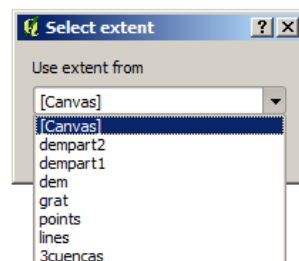 Select extent
Use extent from
[Canvas]
[Canvas]
dempart2
dempart1
dem
grat
points
lines
3cuencas